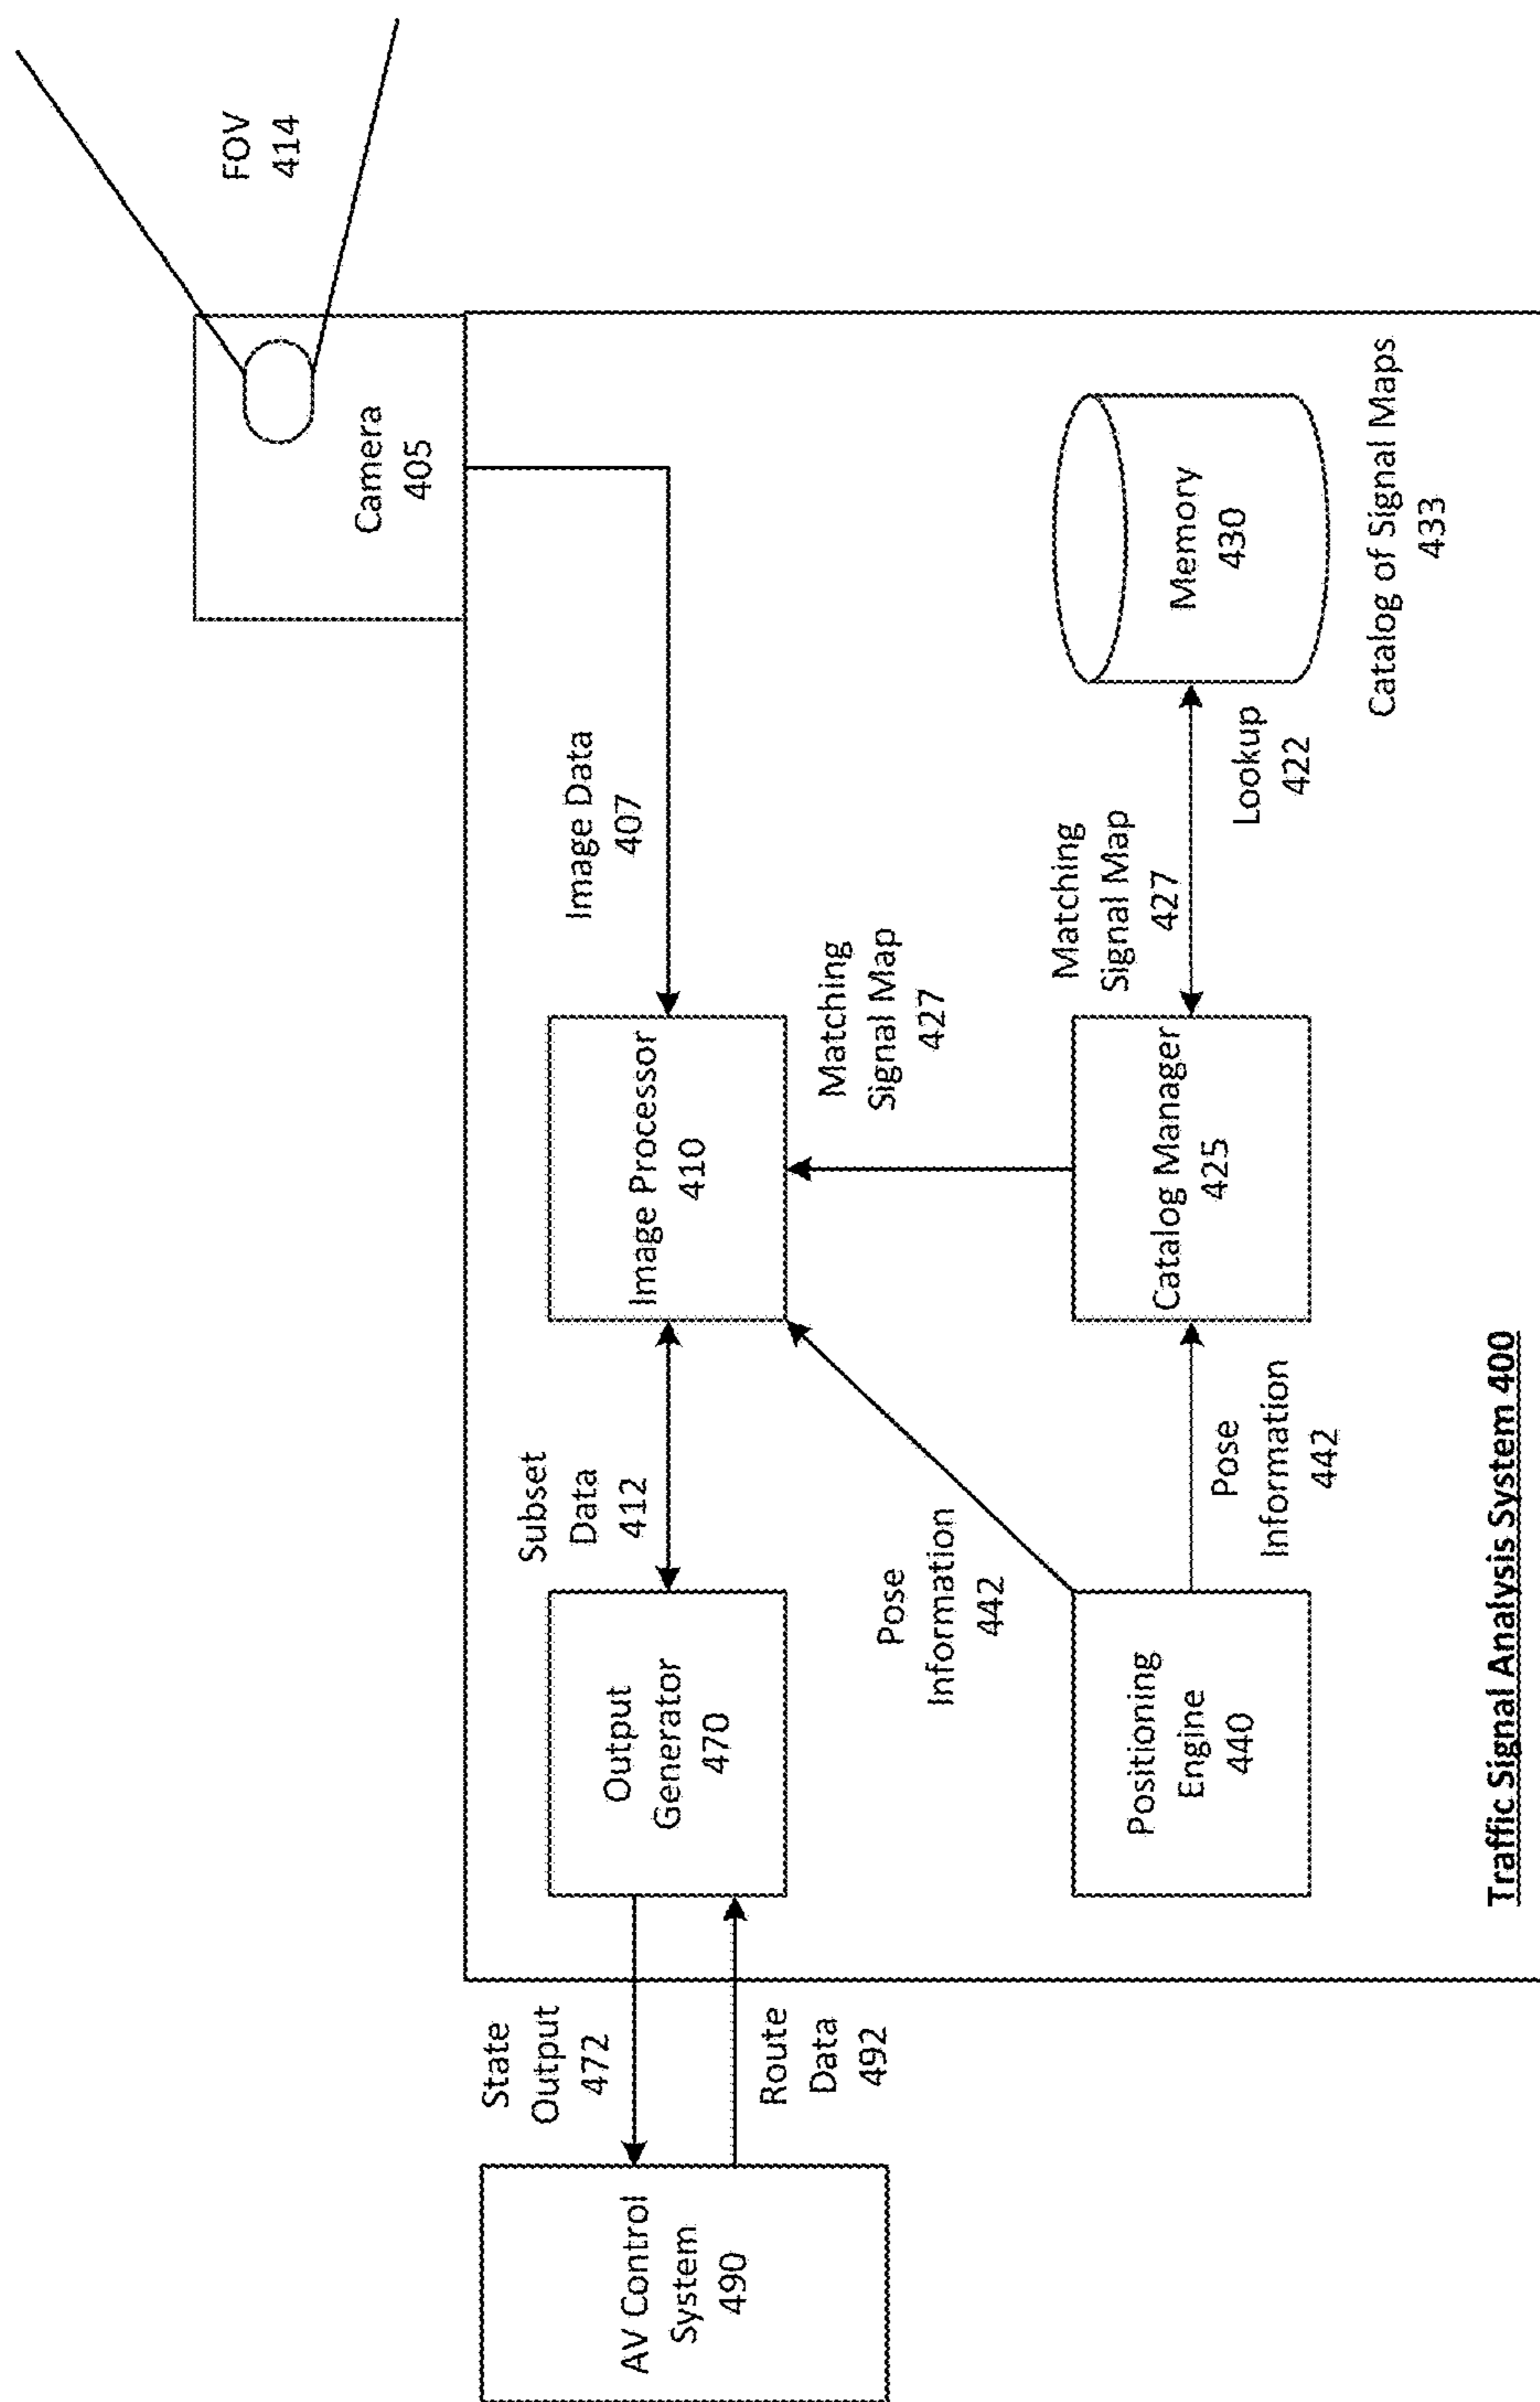 FOV
414
Camera
405
State
Output
472
Subset
Data
412
Image Data
407
AV Control
System
490
Output
Generator
470
Image Processor
410
Route
Data
492
Pose
Information
442
Matching
Signal Map
427
Matching
Signal Map
427
Positioning
Engine
440
Pose
Information
442
Catalog Manager
425
Lookup
422
Memory
430
Catalog of Signal Maps
433
Traffic Signal Analysis System 400